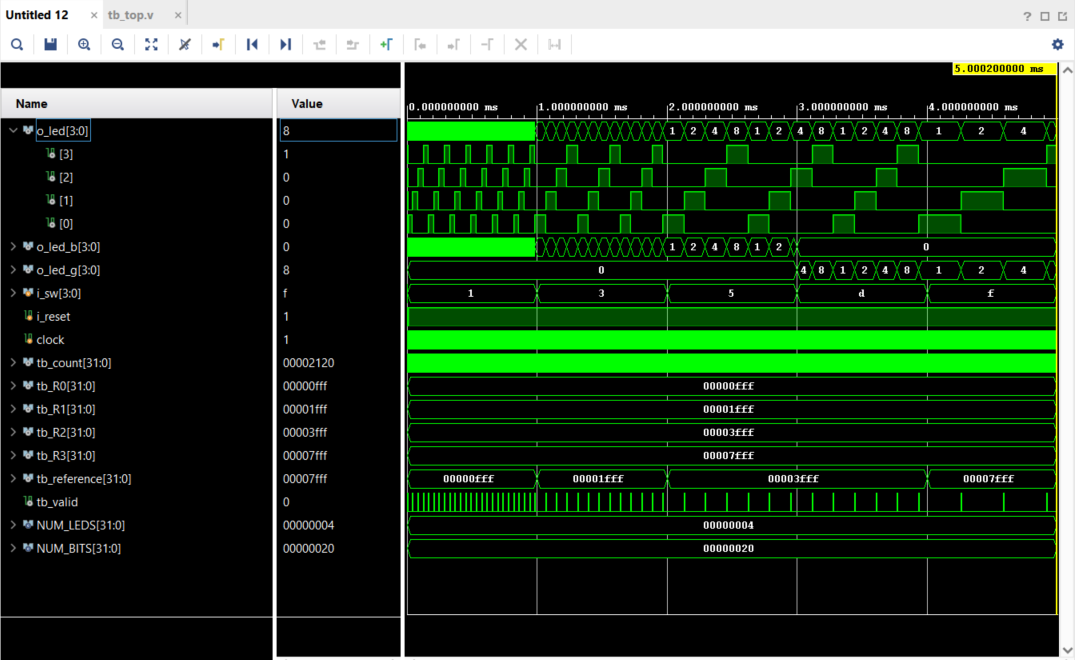 Untitled 12 × tb_top.v ×
5.000200000 ms
Name Value
0.000000000 ms 1.000000000 ms 2.000000000 ms 3.000000000 ms 4.000000000 ms
o_led[3:0] 8 1 2 4 8 1 2 4 8 1 2 4 8 1 2 4
[3] 1
[2] 0
[1] 0
[0] 0
o_led_b[3:0] 0 1 2 4 8 1 2 0
o_led_g[3:0] 8 0 4 8 1 2 4 8 1 2 4
i_sw[3:0] f 1 3 5 d f
i_reset 1
clock 1
tb_count[31:0] 00002120
tb_R0[31:0] 00000fff 00000fff
tb_R1[31:0] 00001fff 00001fff
tb_R2[31:0] 00003fff 00003fff
tb_R3[31:0] 00007fff 00007fff
tb_reference[31:0] 00007fff 00000fff 00001fff 00003fff 00007fff
tb_valid 0
NUM_LEDS[31:0] 00000004 00000004
NUM_BITS[31:0] 00000020 00000020